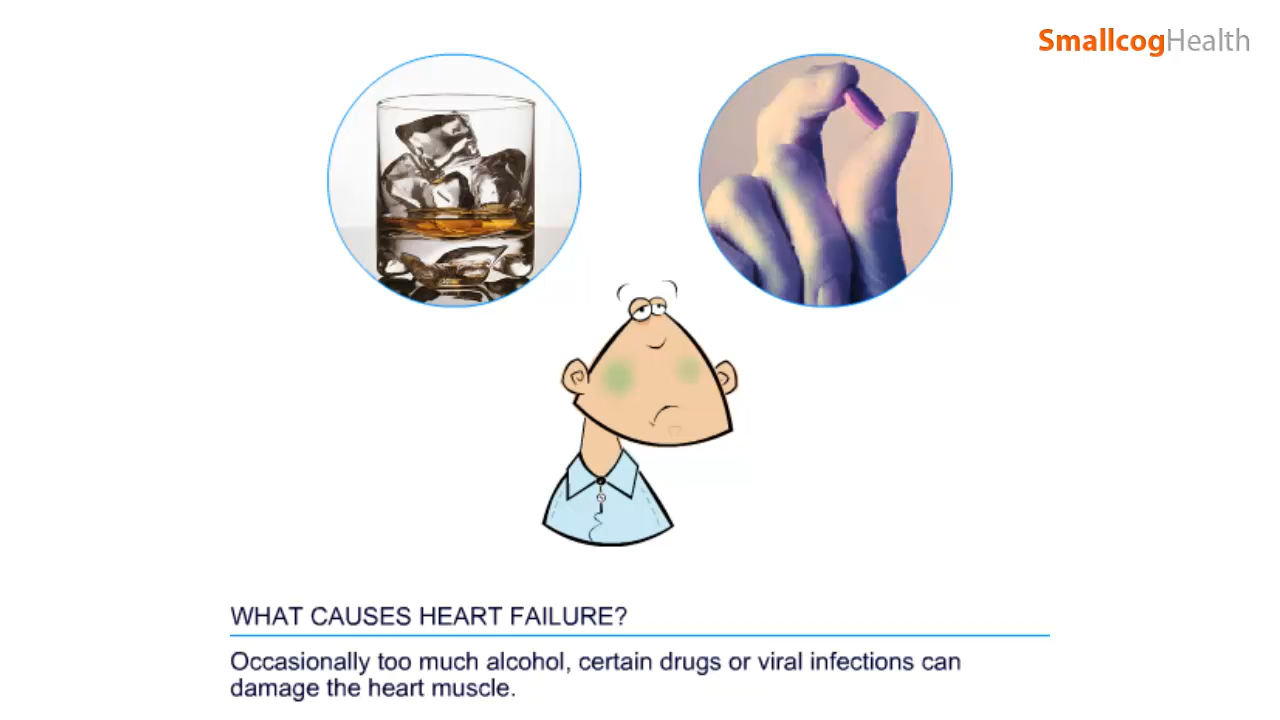 SmallcogHealth
WHAT CAUSES HEART FAILURE?
Occasionally too much alcohol, certain drugs or viral infections can
damage the heart muscle.